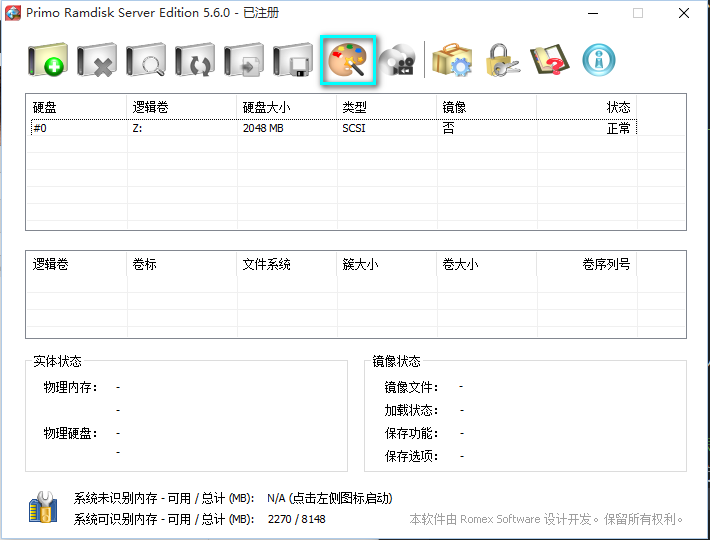 Primo Ramdisk Server Edition 5.6.0 - 已注册
硬盘 逻辑卷 硬盘大小 类型 镜像 状态
#0 Z: 2048 MB SCSI 否 正常
逻辑卷 卷标 文件系统 簇大小 卷大小 卷序列号
实体状态
物理内存： -
-
物理硬盘： -
-
镜像状态
镜像文件： -
加载状态： -
保存功能： -
保存选项： -
系统未识别内存 - 可用 / 总计 (MB): N/A (点击左侧图标启动)
系统可识别内存 - 可用 / 总计 (MB): 2270 / 8148
本软件由 Romex Software 设计开发。保留所有权利。